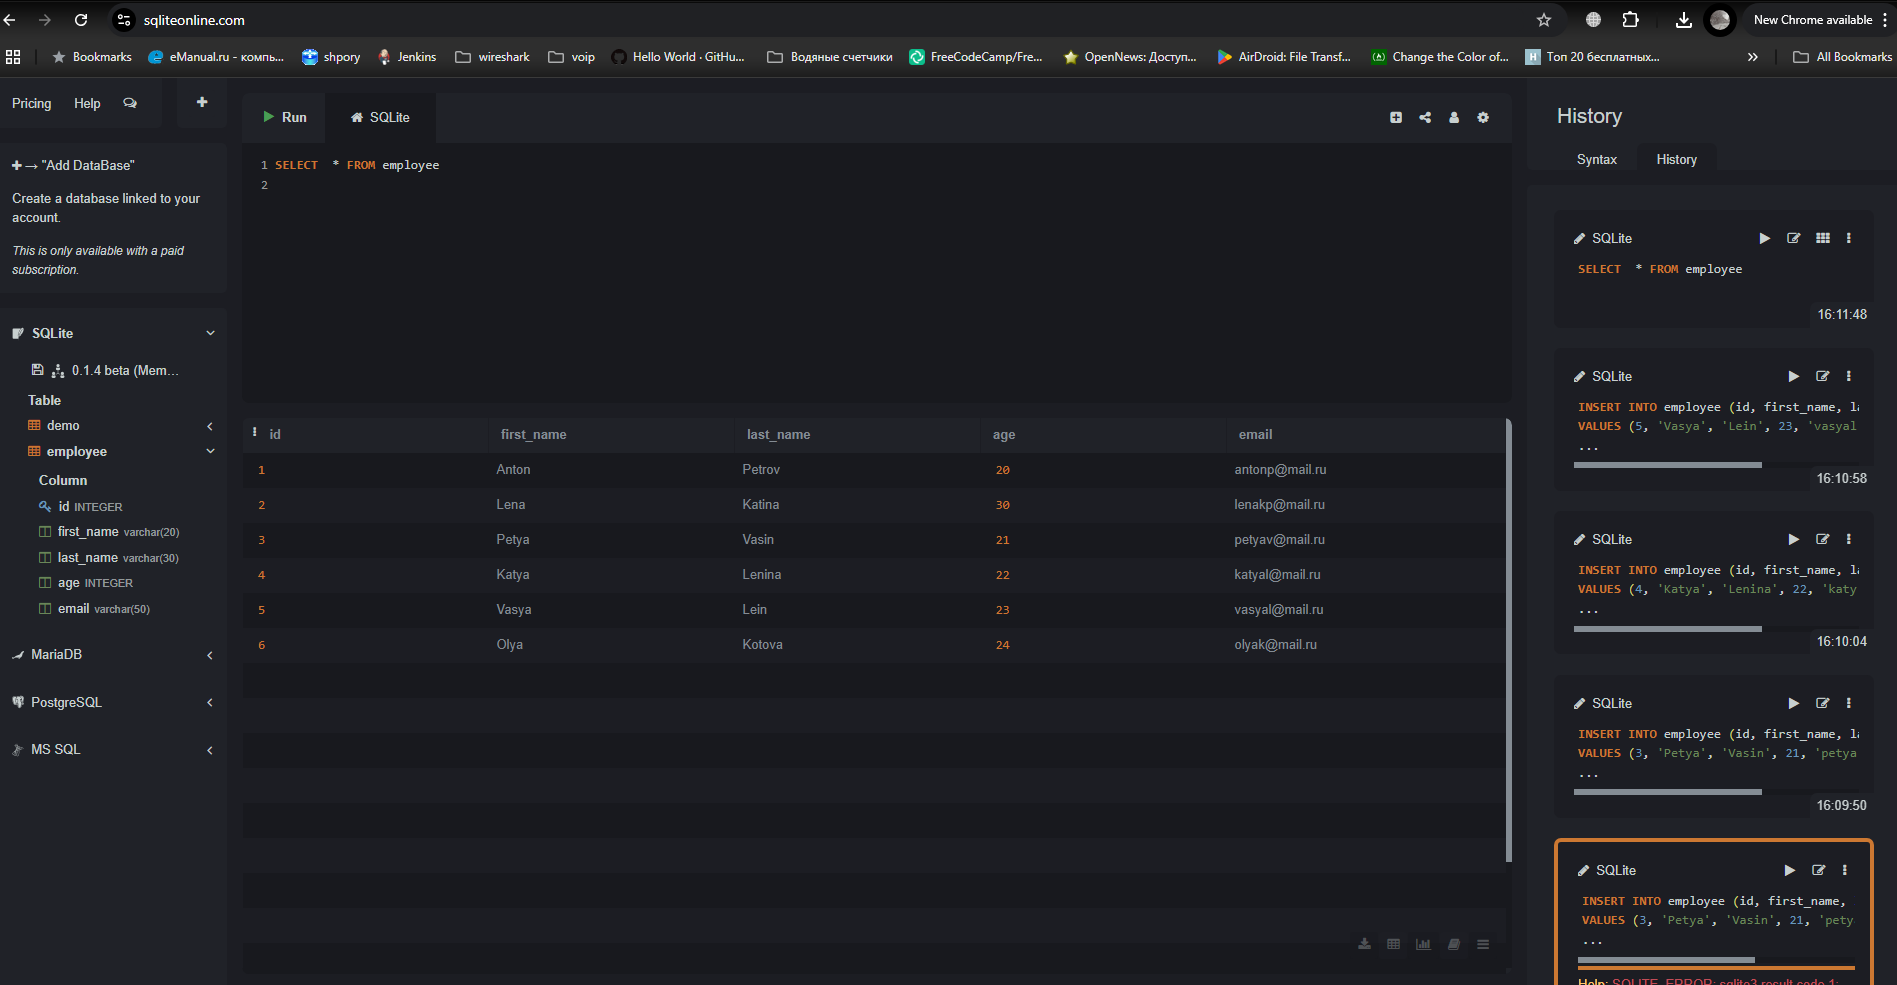 sqliteonline.com
New Chrome available
Bookmarks
eManual.ru - компь...
shpory
Jenkins
wireshark
voip
Hello World · GitHu...
Водяные счетчики
FreeCodeCamp/Fre...
OpenNews: Доступ...
AirDroid: File Transf...
Change the Color of...
Топ 20 бесплатных...
All Bookmarks
Pricing
Help
"Add DataBase"
Create a database linked to your
account.
This is only available with a paid
subscription.
SQLite
0.1.4 beta (Mem...
Table
demo
employee
Column
id INTEGER
first_name varchar(20)
last_name varchar(30)
age INTEGER
email varchar(50)
MariaDB
PostgreSQL
MS SQL
Run
SQLite
1 SELECT * FROM employee
2
id first_name last_name age email
1 Anton Petrov 20 antonp@mail.ru
2 Lena Katina 30 lenakp@mail.ru
3 Petya Vasin 21 petyav@mail.ru
4 Katya Lenina 22 katyal@mail.ru
5 Vasya Lein 23 vasyal@mail.ru
6 Olya Kotova 24 olyak@mail.ru
History
Syntax
History
SQLite
SELECT * FROM employee
16:11:48
SQLite
INSERT INTO employee (id, first_name, la
VALUES (5, 'Vasya', 'Lein', 23, 'vasyal
...
16:10:58
SQLite
INSERT INTO employee (id, first_name, la
VALUES (4, 'Katya', 'Lenina', 22, 'katy
...
16:10:04
SQLite
INSERT INTO employee (id, first_name, la
VALUES (3, 'Petya', 'Vasin', 21, 'petya
...
16:09:50
SQLite
INSERT INTO employee (id, first_name,
VALUES (3, 'Petya', 'Vasin', 21, 'pety
...
Help: SQLITE_ERROR: sqlite3 result code 1: